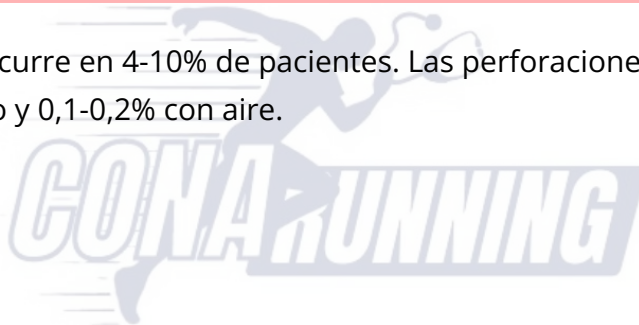 curre en 4-10% de pacientes. Las perforacione
o y 0,1-0,2% con aire.
CONARUNNING